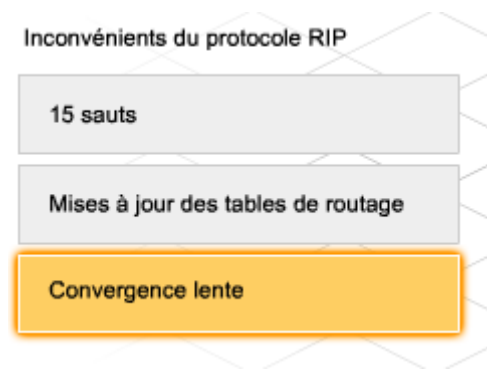 Inconvénients du protocole RIP
15 sauts
Mises à jour des tables de routage
Convergence lente